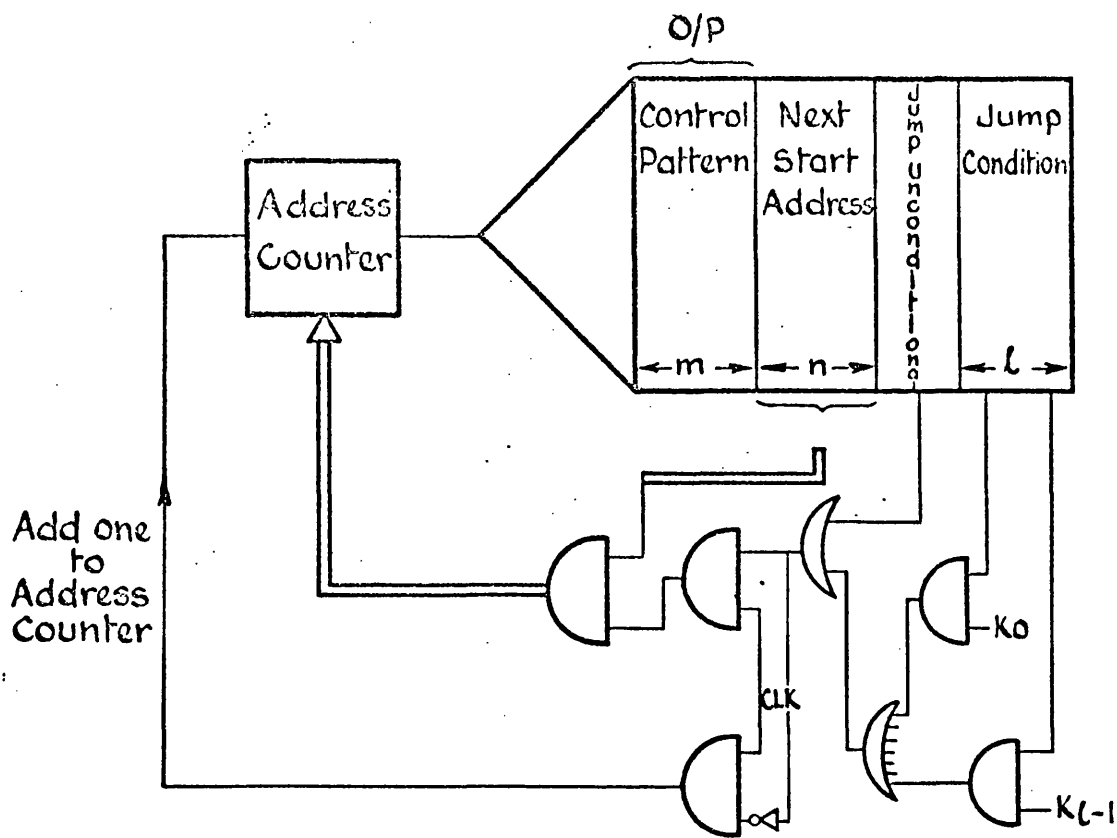 O/P
Control
Pattern
Next
Start
Address
Jump Unconditional
Jump
Condition
Address
Counter
m
n
l
Add one
to
Address
Counter
K0
CLK
Kl-1